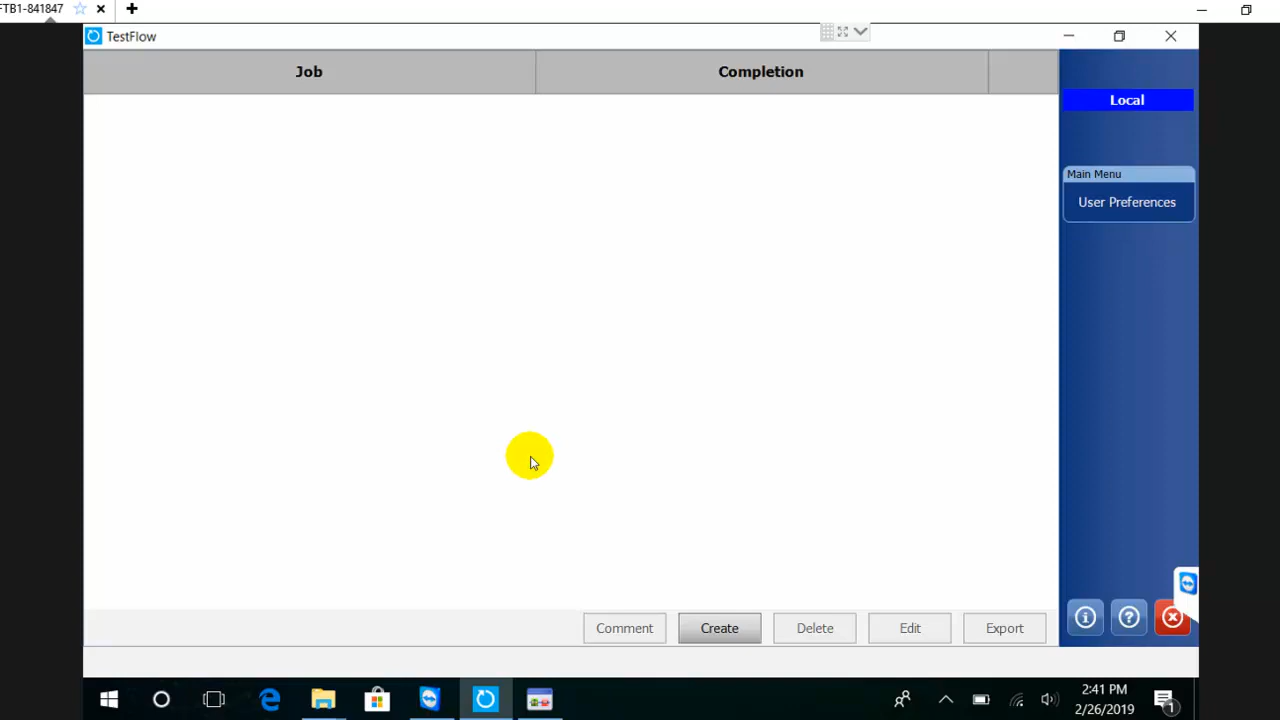 FTB1-841847
TestFlow
Job Completion
Local
Main Menu
User Preferences
Comment Create Delete Edit Export
2:41 PM
2/26/2019
1